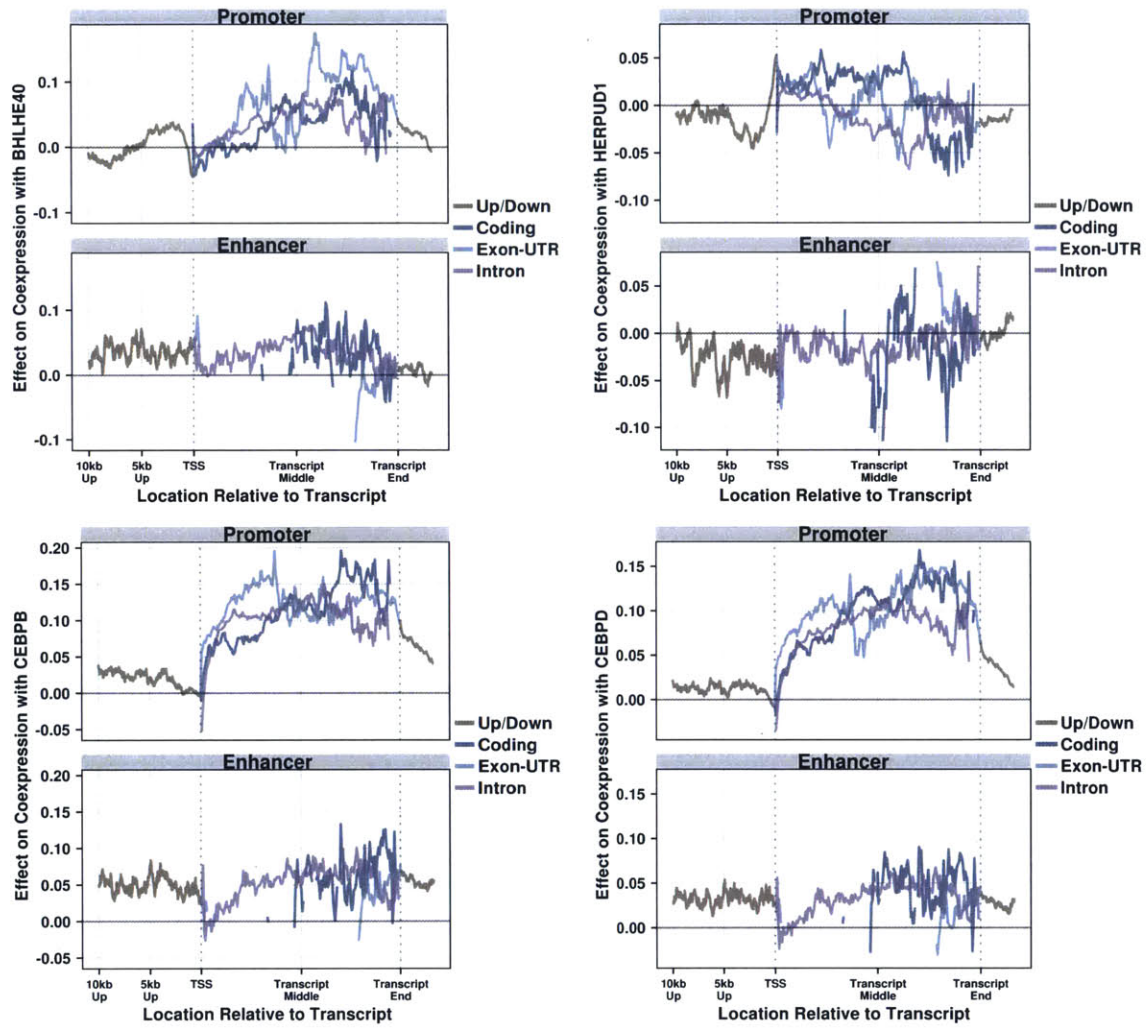 Promoter
Effect on Coexpression with BHLHE40
0.1
0.0
-0.1
Enhancer
0.1
0.0
-0.1
10kb Up
5kb Up
TSS
Transcript Middle
Transcript End
Location Relative to Transcript
Up/Down
Coding
Exon-UTR
Intron
Promoter
Effect on Coexpression with HERPUD1
0.05
0.00
-0.05
-0.10
Enhancer
0.05
0.00
-0.05
-0.10
10kb Up
5kb Up
TSS
Transcript Middle
Transcript End
Location Relative to Transcript
Up/Down
Coding
Exon-UTR
Intron
Promoter
Effect on Coexpression with CEBPB
0.20
0.15
0.10
0.05
0.00
-0.05
Enhancer
0.20
0.15
0.10
0.05
0.00
-0.05
10kb Up
5kb Up
TSS
Transcript Middle
Transcript End
Location Relative to Transcript
Up/Down
Coding
Exon-UTR
Intron
Promoter
Effect on Coexpression with CEBPD
0.15
0.10
0.05
0.00
Enhancer
0.15
0.10
0.05
0.00
10kb Up
5kb Up
TSS
Transcript Middle
Transcript End
Location Relative to Transcript
Up/Down
Coding
Exon-UTR
Intron